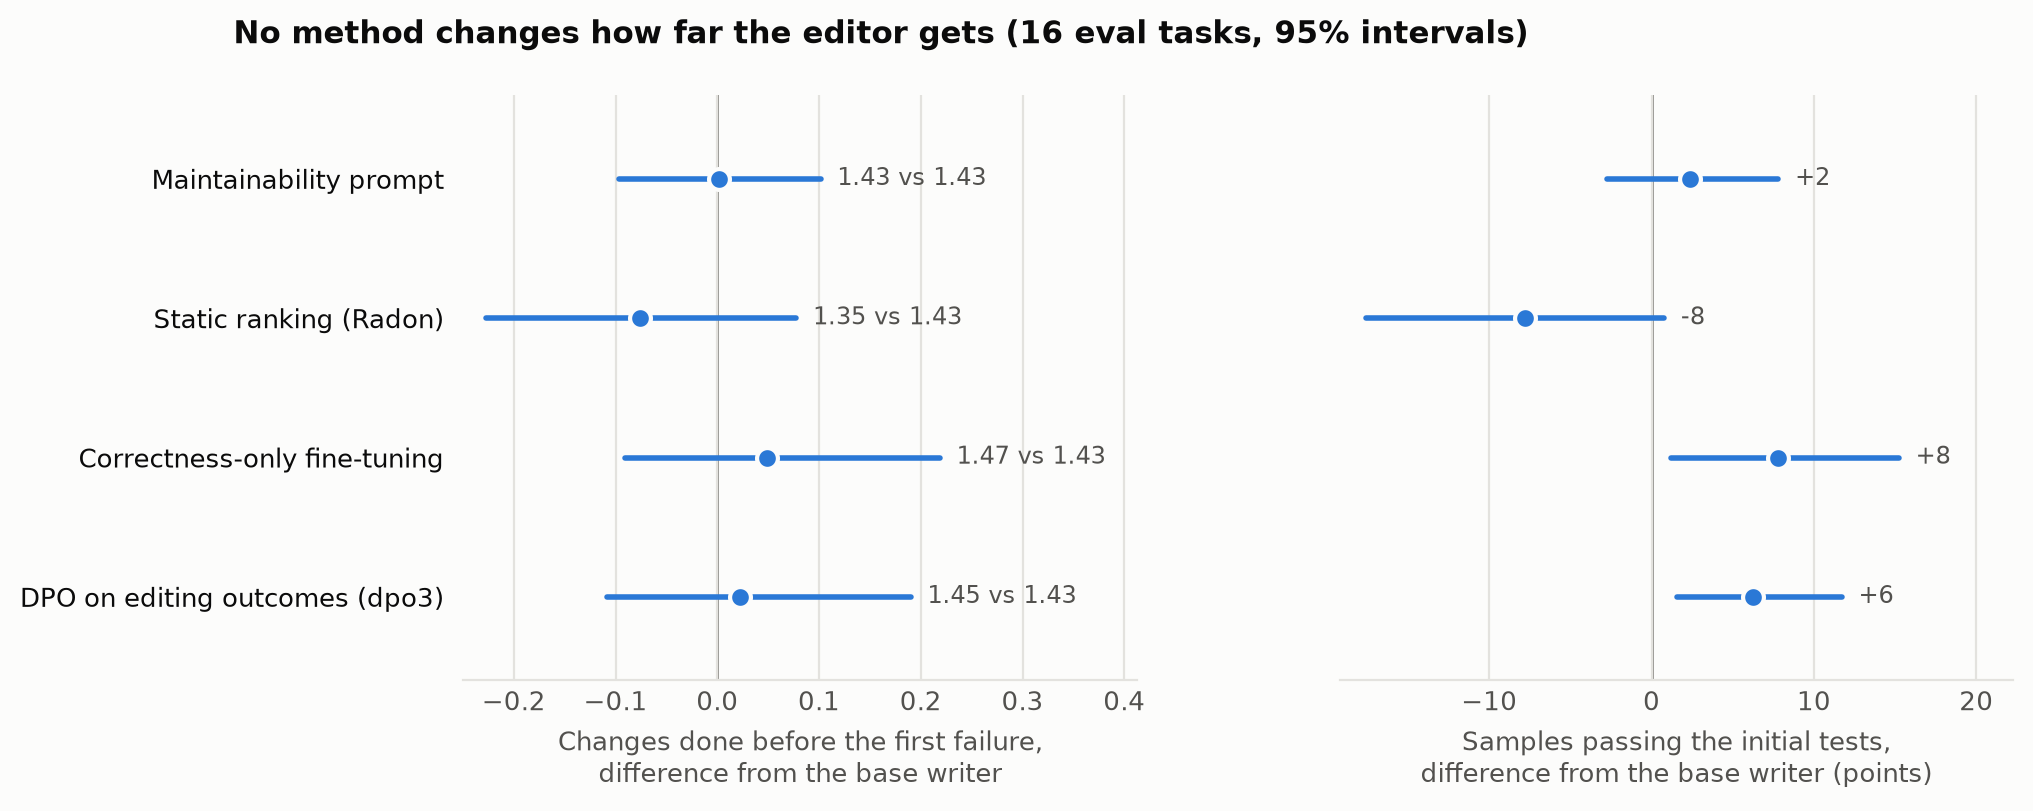 No method changes how far the editor gets (16 eval tasks, 95% intervals)
Maintainability prompt
1.43 vs 1.43
+2
Static ranking (Radon)
1.35 vs 1.43
-8
Correctness-only fine-tuning
1.47 vs 1.43
+8
DPO on editing outcomes (dpo3)
1.45 vs 1.43
+6
−0.2 −0.1 0.0 0.1 0.2 0.3 0.4
−10 0 10 20
Changes done before the first failure,
difference from the base writer
Samples passing the initial tests,
difference from the base writer (points)